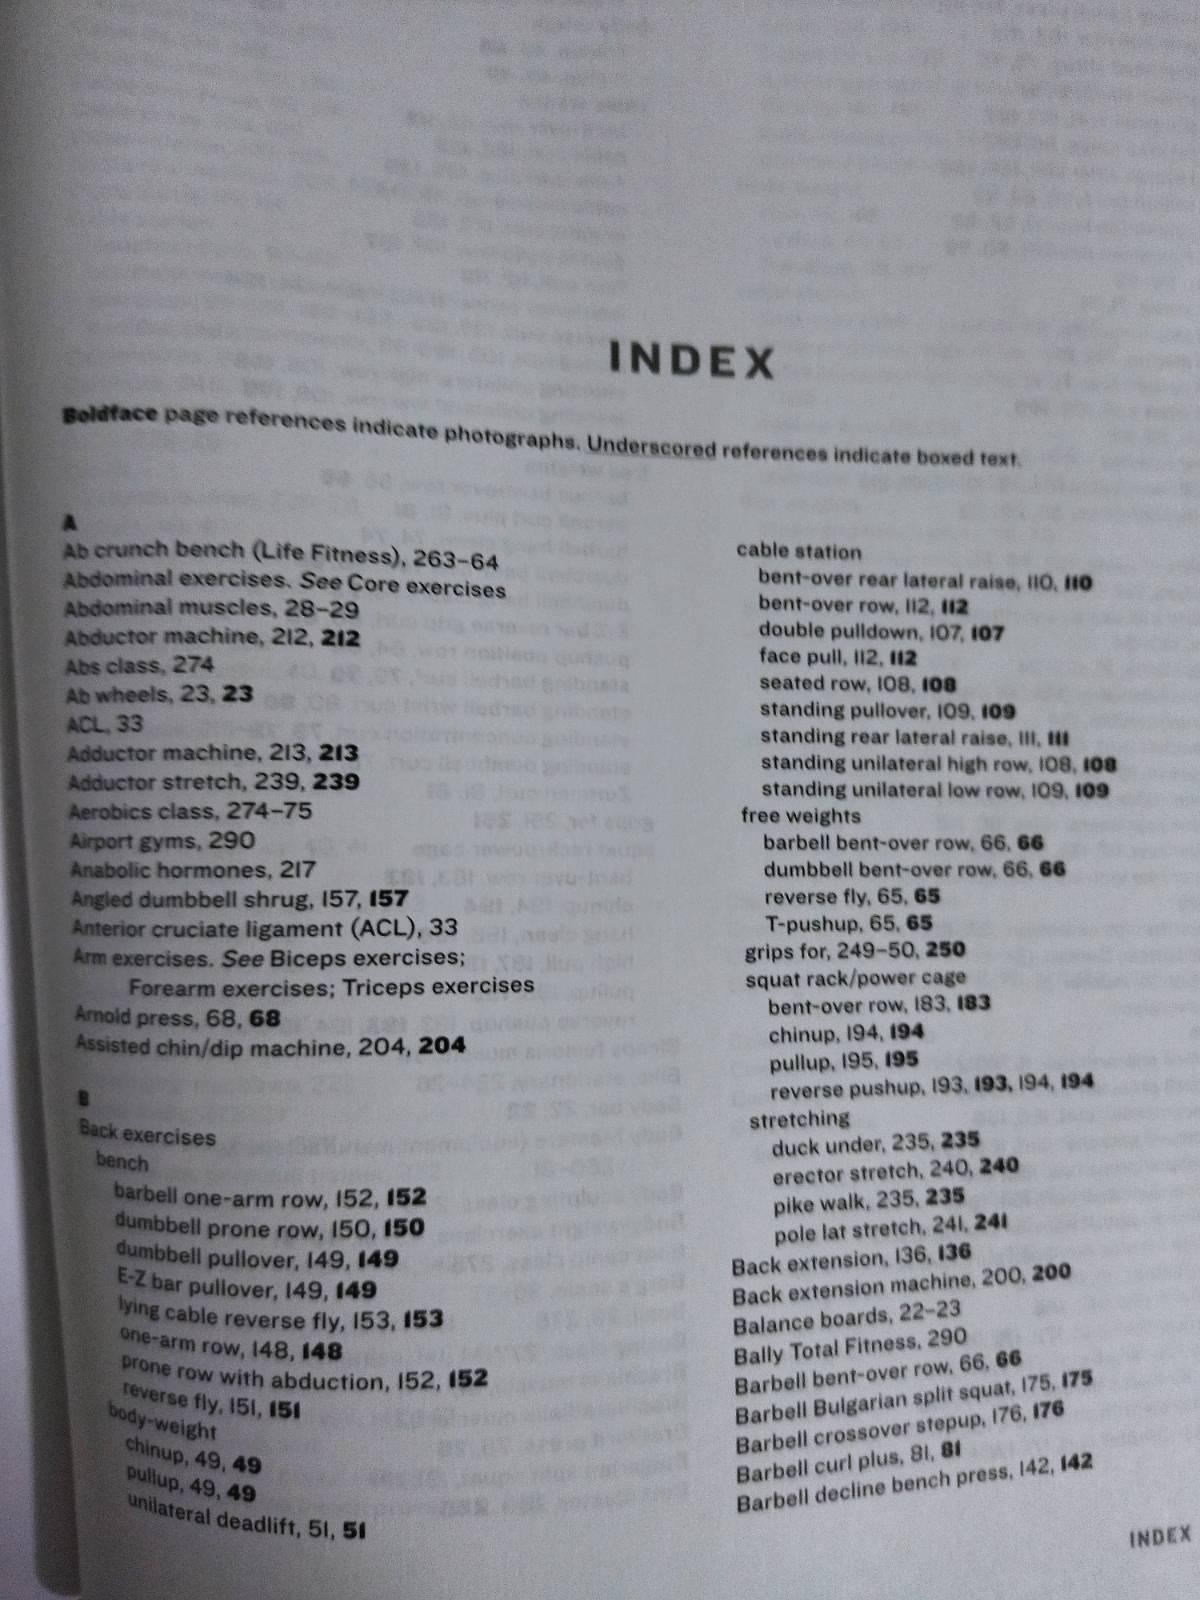 INDEX
Boldface page references indicate photographs. Underscored references indicate boxed text.
A
Ab crunch bench (Life Fitness), 263–64
Abdominal exercises. See Core exercises
Abdominal muscles, 28–29
Abductor machine, 212, 212
Abs class, 274
Ab wheels, 23, 23
ACL, 33
Adductor machine, 213, 213
Adductor stretch, 239, 239
Aerobics class, 274–75
Airport gyms, 290
Anabolic hormones, 217
Angled dumbbell shrug, 157, 157
Anterior cruciate ligament (ACL), 33
Arm exercises. See Biceps exercises;
Forearm exercises; Triceps exercises
Arnold press, 68, 68
Assisted chin/dip machine, 204, 204
B
Back exercises
bench
barbell one-arm row, 152, 152
dumbbell prone row, 150, 150
dumbbell pullover, 149, 149
E-Z bar pullover, 149, 149
lying cable reverse fly, 153, 153
one-arm row, 148, 148
prone row with abduction, 152, 152
reverse fly, 151, 151
body-weight
chinup, 49, 49
pullup, 49, 49
unilateral deadlift, 51, 51
cable station
bent-over rear lateral raise, 110, 110
bent-over row, 112, 112
double pulldown, 107, 107
face pull, 112, 112
seated row, 108, 108
standing pullover, 109, 109
standing rear lateral raise, 111, 111
standing unilateral high row, 108, 108
standing unilateral low row, 109, 109
free weights
barbell bent-over row, 66, 66
dumbbell bent-over row, 66, 66
reverse fly, 65, 65
T-pushup, 65, 65
grips for, 249–50, 250
squat rack/power cage
bent-over row, 183, 183
chinup, 194, 194
pullup, 195, 195
reverse pushup, 193, 193, 194, 194
stretching
duck under, 235, 235
erector stretch, 240, 240
pike walk, 235, 235
pole lat stretch, 241, 241
Back extension, 136, 136
Back extension machine, 200, 200
Balance boards, 22–23
Bally Total Fitness, 290
Barbell bent-over row, 66, 66
Barbell Bulgarian split squat, 175, 175
Barbell crossover stepup, 176, 176
Barbell curl plus, 81, 81
Barbell decline bench press, 142, 142
INDEX